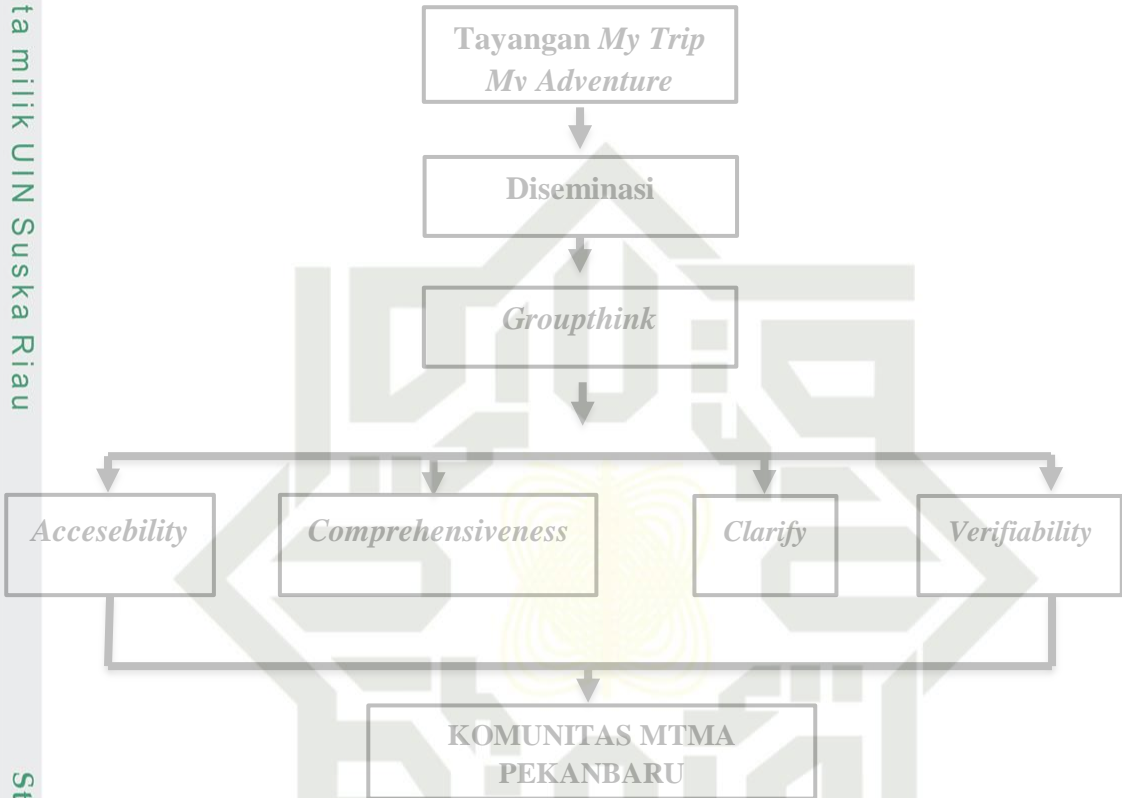 ta milik UIN Suska Riau
Tayangan My Trip
Mv Adventure
Diseminasi
Groupthink
Accesebility
Comprehensiveness
Clarify
Verifiability
KOMUNITAS MTMA
PEKANBARU
St